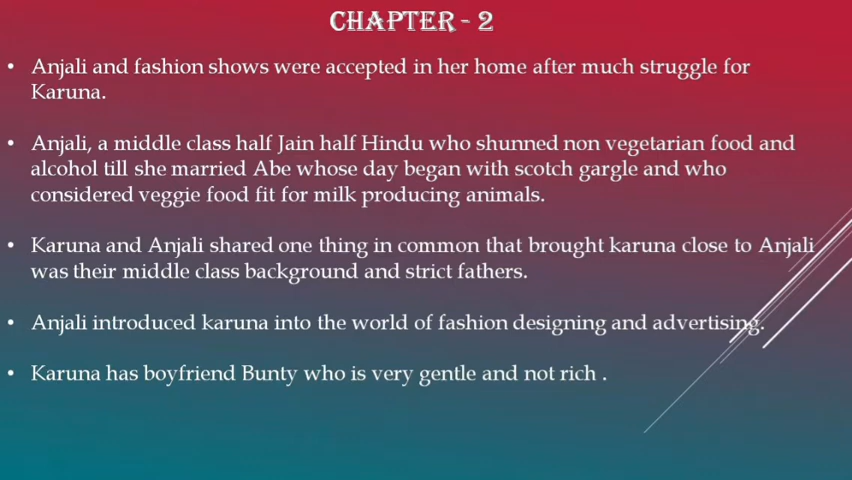 CHAPTER - 2
• Anjali and fashion shows were accepted in her home after much struggle for
Karuna.
• Anjali, a middle class half Jain half Hindu who shunned non vegetarian food and
alcohol till she married Abe whose day began with scotch gargle and who
considered veggie food fit for milk producing animals.
• Karuna and Anjali shared one thing in common that brought karuna close to Anjali
was their middle class background and strict fathers.
• Anjali introduced karuna into the world of fashion designing and advertising.
• Karuna has boyfriend Bunty who is very gentle and not rich .